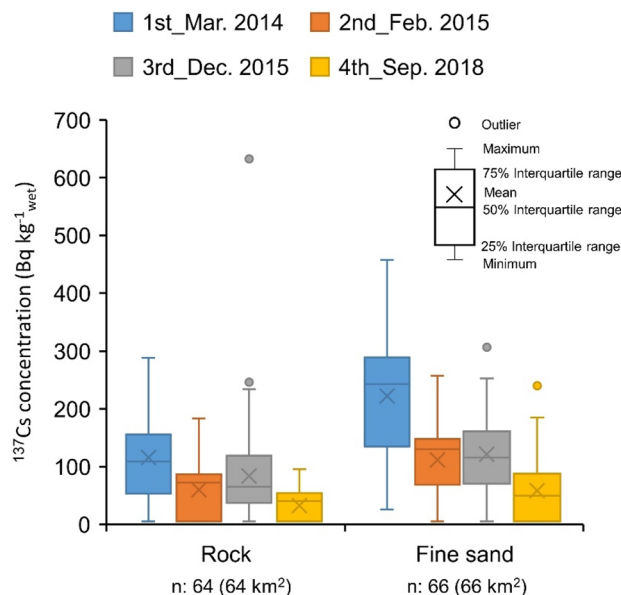 1st_Mar. 2014
2nd_Feb. 2015
3rd_Dec. 2015
4th_Sep. 2018
700
600
500
400
300
200
100
0
¹³⁷Cs concentration (Bq kg⁻¹wet)
Outlier
Maximum
75% Interquartile range
Mean
50% Interquartile range
25% Interquartile range
Minimum
Rock
Fine sand
n: 64 (64 km²)
n: 66 (66 km²)